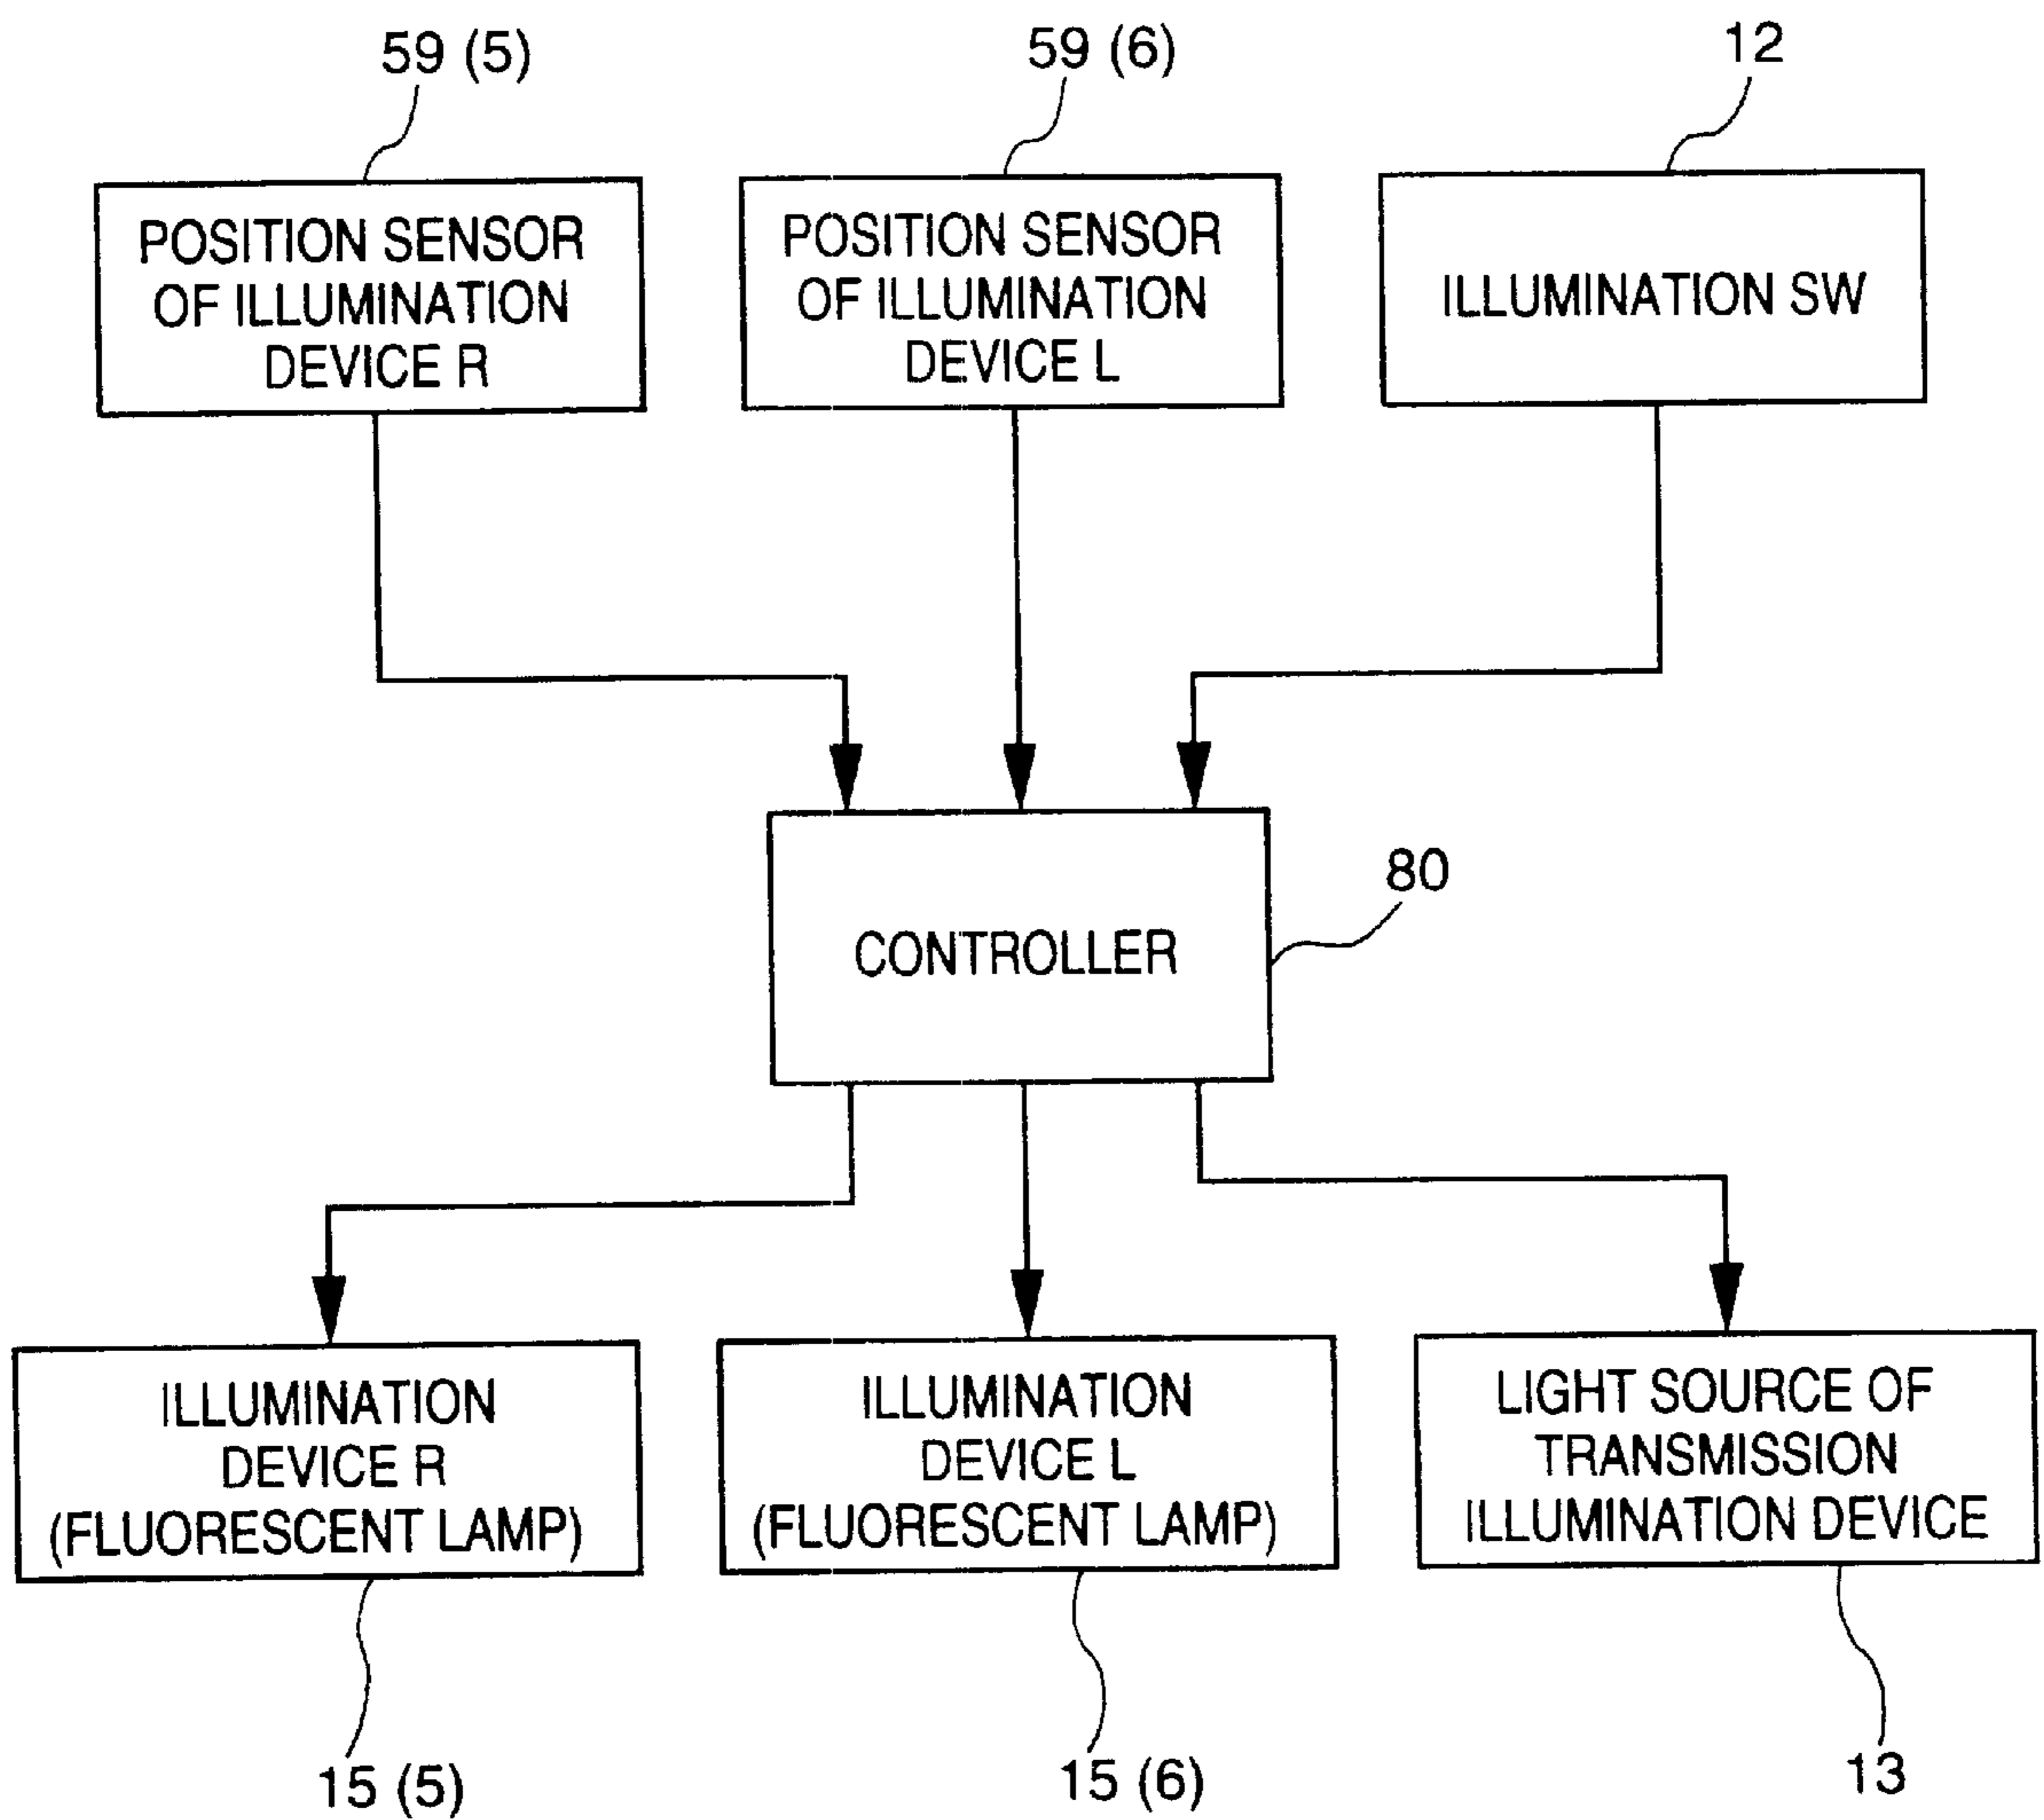 59 (5)
59 (6)
12
POSITION SENSOR
OF ILLUMINATION
DEVICE R
POSITION SENSOR
OF ILLUMINATION
DEVICE L
ILLUMINATION SW
80
CONTROLLER
ILLUMINATION
DEVICE R
(FLUORESCENT LAMP)
ILLUMINATION
DEVICE L
(FLUORESCENT LAMP)
LIGHT SOURCE OF
TRANSMISSION
ILLUMINATION DEVICE
15 (5)
15 (6)
13